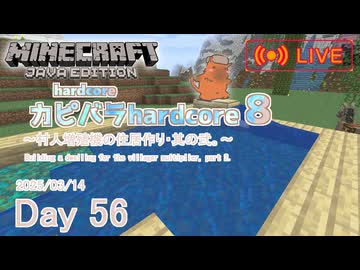 MINECRAFT
JAVA EDITION
LIVE
hardcore
カピバラhardcore8
～村人増殖機の住居作り・其の弐。～
Building a dwelling for the villager multiplier, part 2.
2025/03/14
Day 56